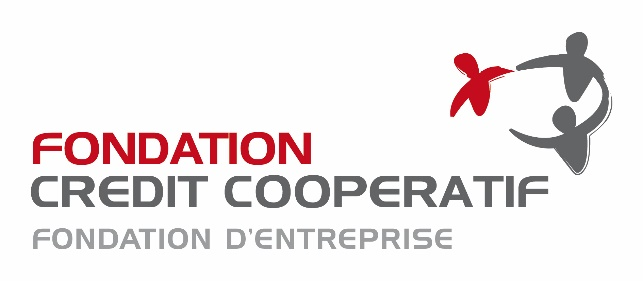 FONDATION
CREDIT COOPERATIF
FONDATION D'ENTREPRISE